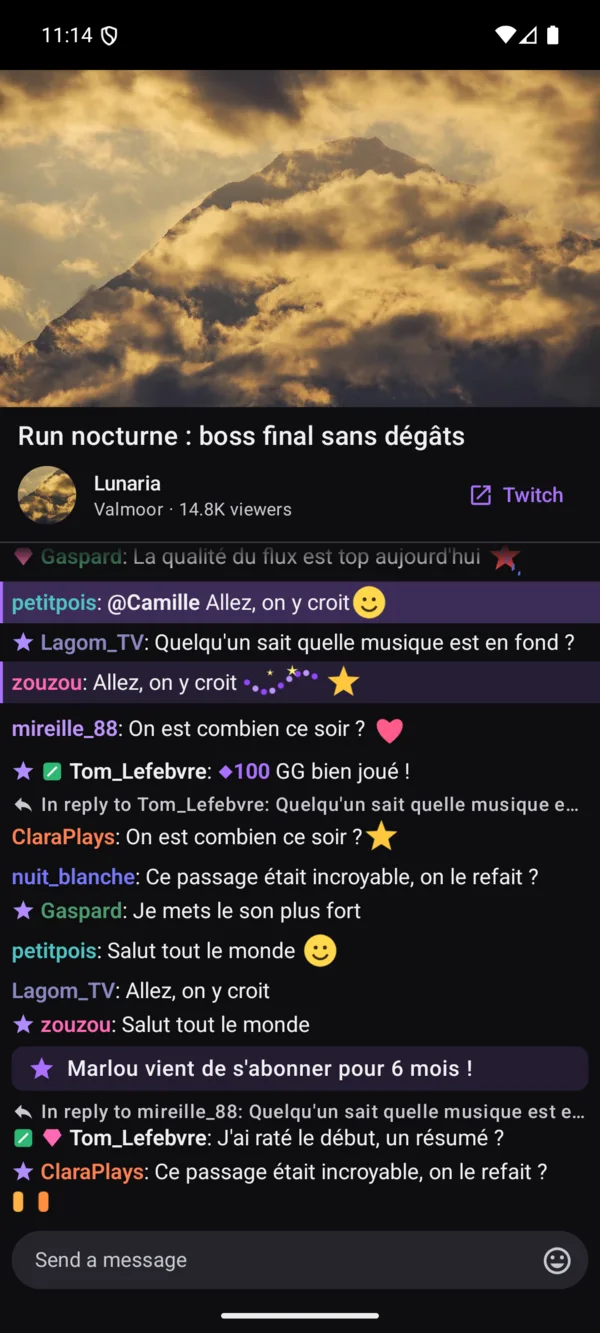 11:14
Run nocturne : boss final sans dégâts
Lunaria
Valmoor · 14.8K viewers
Twitch
Gaspard: La qualité du flux est top aujourd'hui
petitpois: @Camille Allez, on y croit
Lagom_TV: Quelqu'un sait quelle musique est en fond ?
zouzou: Allez, on y croit
mireille_88: On est combien ce soir ?
Tom_Lefebvre: ◆100 GG bien joué !
In reply to Tom_Lefebvre: Quelqu'un sait quelle musique e…
ClaraPlays: On est combien ce soir ?
nuit_blanche: Ce passage était incroyable, on le refait ?
Gaspard: Je mets le son plus fort
petitpois: Salut tout le monde
Lagom_TV: Allez, on y croit
zouzou: Salut tout le monde
Marlou vient de s'abonner pour 6 mois !
In reply to mireille_88: Quelqu'un sait quelle musique est e…
Tom_Lefebvre: J'ai raté le début, un résumé ?
ClaraPlays: Ce passage était incroyable, on le refait ?
Send a message